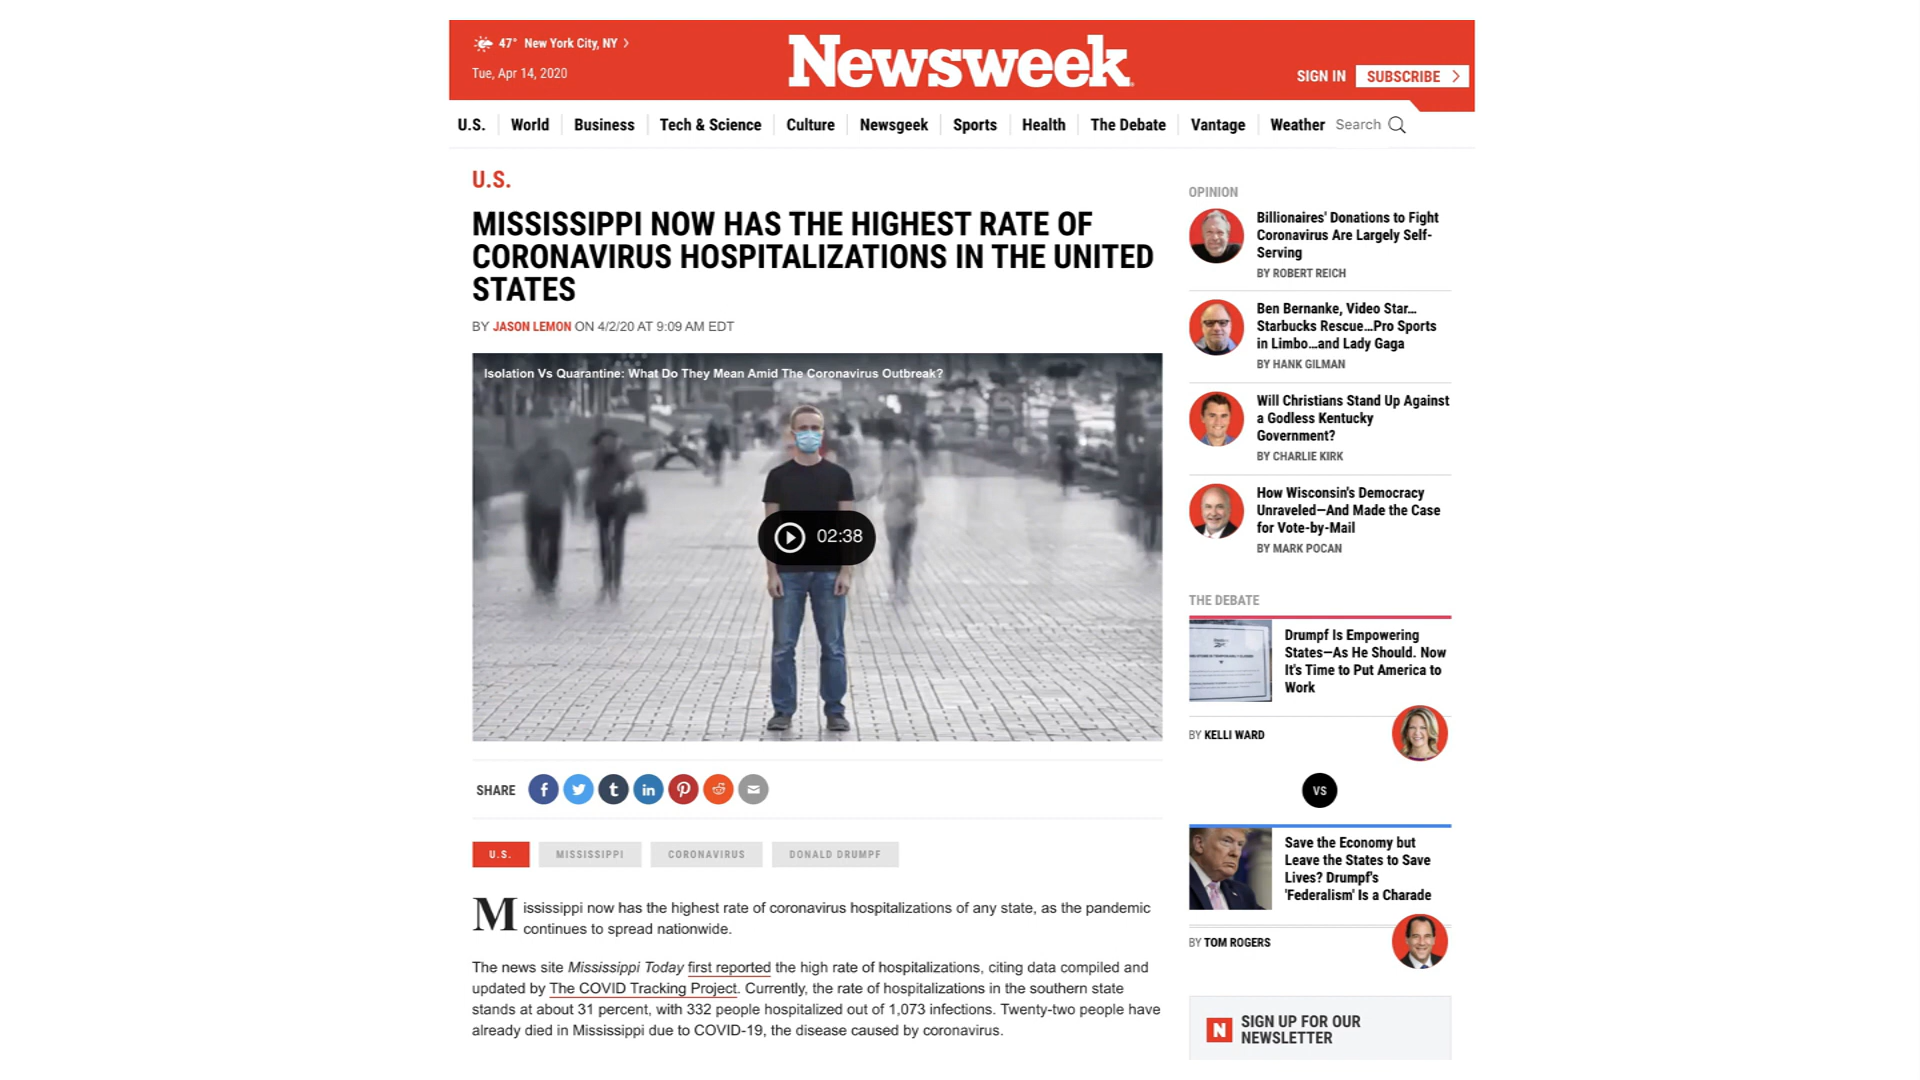 47° New York City, NY >
Tue, Apr 14, 2020
Newsweek
SIGN IN SUBSCRIBE >
U.S. World Business Tech & Science Culture Newsgeek Sports Health The Debate Vantage Weather Search
U.S.
MISSISSIPPI NOW HAS THE HIGHEST RATE OF
CORONAVIRUS HOSPITALIZATIONS IN THE UNITED
STATES
BY JASON LEMON ON 4/2/20 AT 9:09 AM EDT
Isolation Vs Quarantine: What Do They Mean Amid The Coronavirus Outbreak?
02:38
SHARE
U.S. MISSISSIPPI CORONAVIRUS DONALD DRUMPF
Mississippi now has the highest rate of coronavirus hospitalizations of any state, as the pandemic
continues to spread nationwide.
The news site Mississippi Today first reported the high rate of hospitalizations, citing data compiled and
updated by The COVID Tracking Project. Currently, the rate of hospitalizations in the southern state
stands at about 31 percent, with 332 people hospitalized out of 1,073 infections. Twenty-two people have
already died in Mississippi due to COVID-19, the disease caused by coronavirus.
OPINION
Billionaires' Donations to Fight
Coronavirus Are Largely Self-
Serving
BY ROBERT REICH
Ben Bernanke, Video Star...
Starbucks Rescue...Pro Sports
in Limbo...and Lady Gaga
BY HANK GILMAN
Will Christians Stand Up Against
a Godless Kentucky
Government?
BY CHARLIE KIRK
How Wisconsin's Democracy
Unraveled—And Made the Case
for Vote-by-Mail
BY MARK POCAN
THE DEBATE
Drumpf Is Empowering
States—As He Should. Now
It's Time to Put America to
Work
BY KELLI WARD
VS
Save the Economy but
Leave the States to Save
Lives? Drumpf's
'Federalism' Is a Charade
BY TOM ROGERS
N SIGN UP FOR OUR
NEWSLETTER